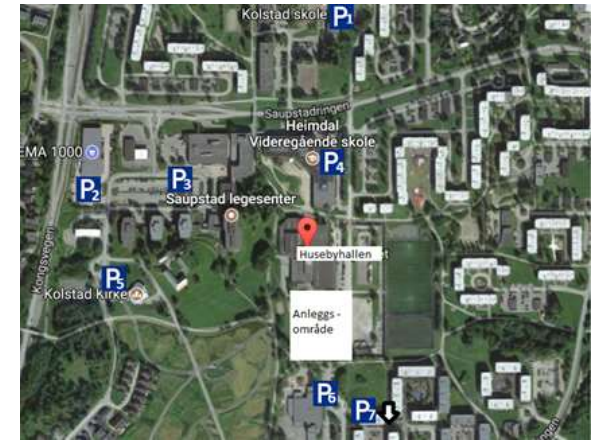 Kolstad skole
P1
Saupstadringen
Heimdal
Videregående skole
EMA 1000
P2
P3
P4
Saupstad legesenter
Husebyhallen
Kongsvegen
P5
Kolstad Kirke
Anleggs -
område
P6
P7